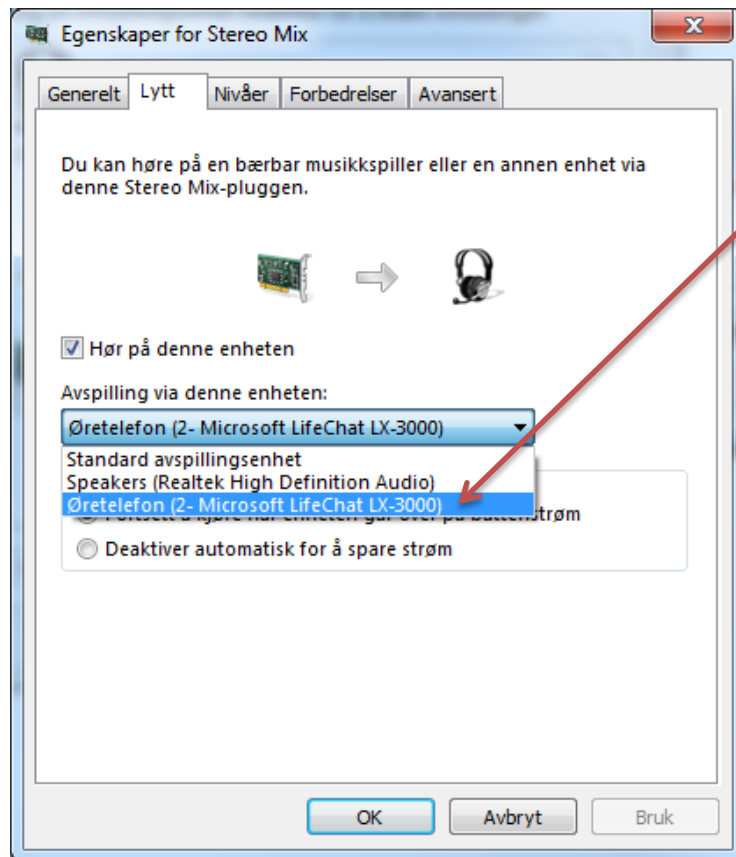 Egenskaper for Stereo Mix
Generelt Lytt Nivåer Forbedrelser Avansert
Du kan høre på en bærbar musikkspiller eller en annen enhet via
denne Stereo Mix-pluggen.
Hør på denne enheten
Avspilling via denne enheten:
Øretelefon (2- Microsoft LifeChat LX-3000)
Standard avspillingsenhet
Speakers (Realtek High Definition Audio)
Øretelefon (2- Microsoft LifeChat LX-3000)
Deaktiver automatisk for å spare strøm
OK Avbryt Bruk